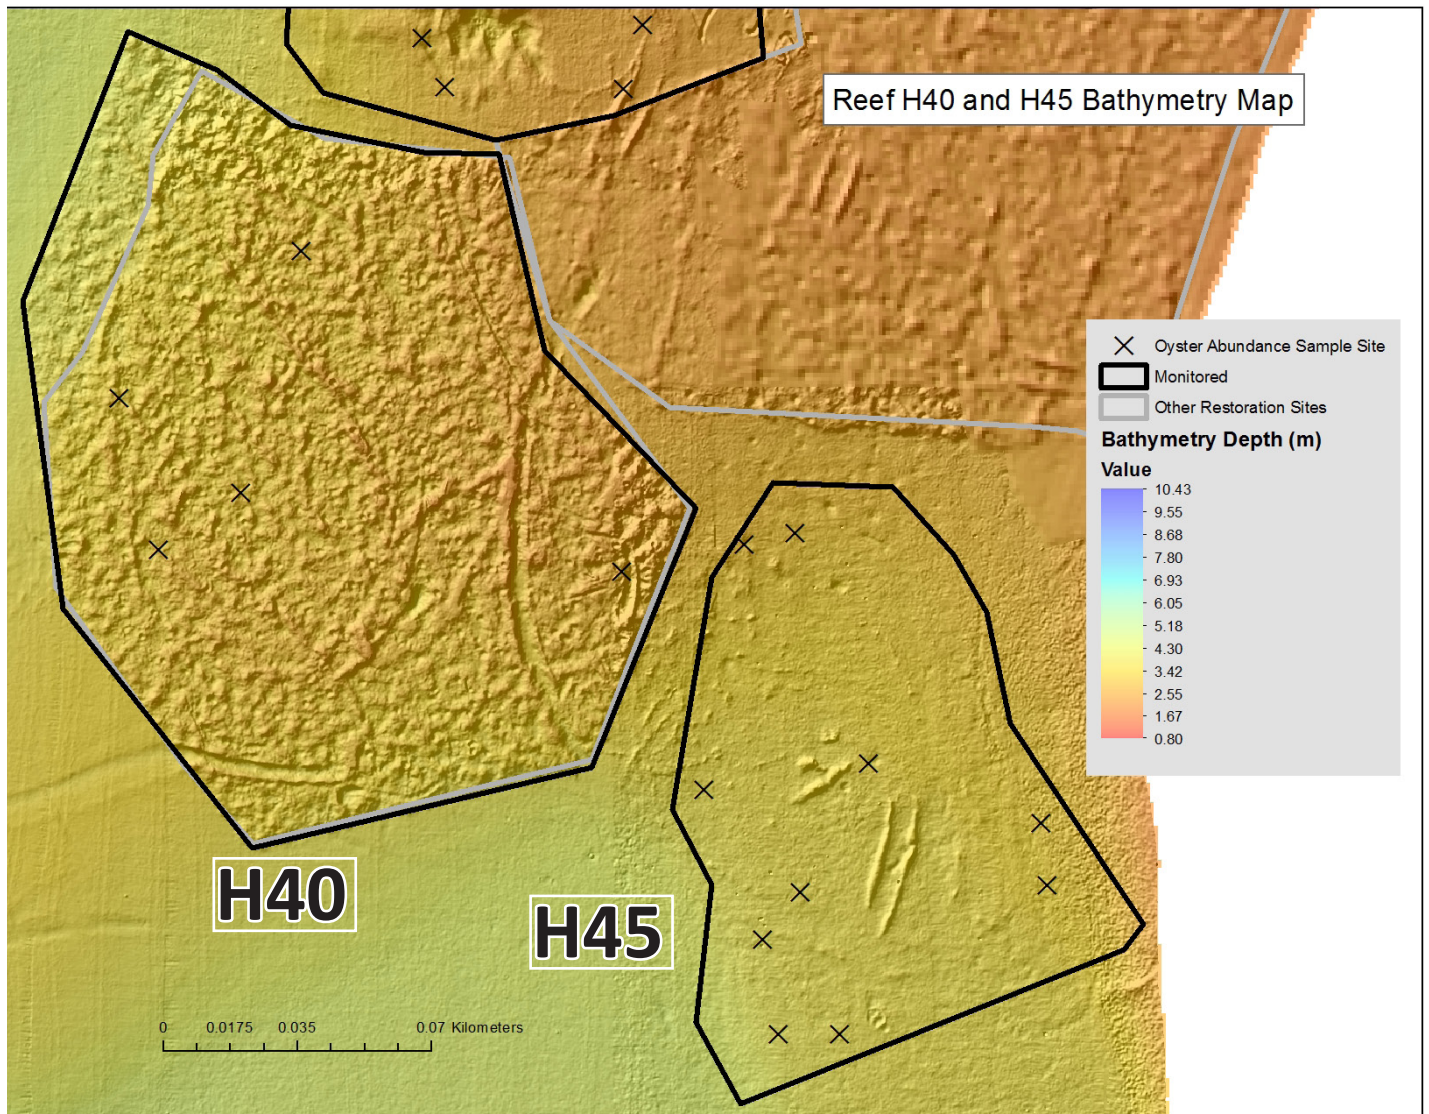 Reef H40 and H45 Bathymetry Map
Oyster Abundance Sample Site
Monitored
Other Restoration Sites
Bathymetry Depth (m)
Value
10.43
9.55
8.68
7.80
6.93
6.05
5.18
4.30
3.42
2.55
1.67
0.80
H40
H45
0 0.0175 0.035 0.07 Kilometers